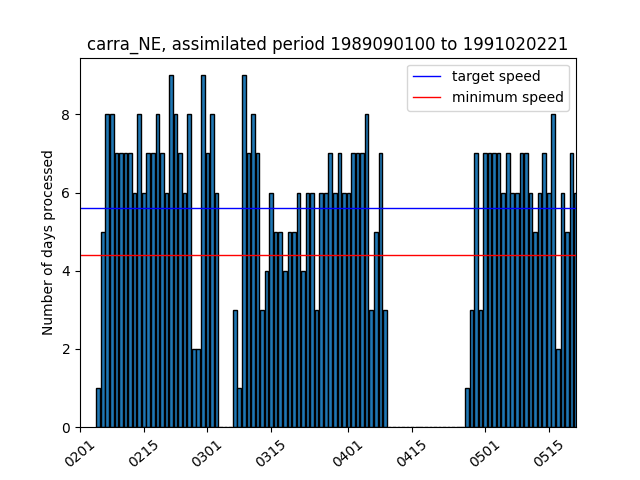 carra_NE, assimilated period 1989090100 to 1991020221
target speed
minimum speed
Number of days processed
8
6
4
2
0
0201 0215 0301 0315 0401 0415 0501 0515